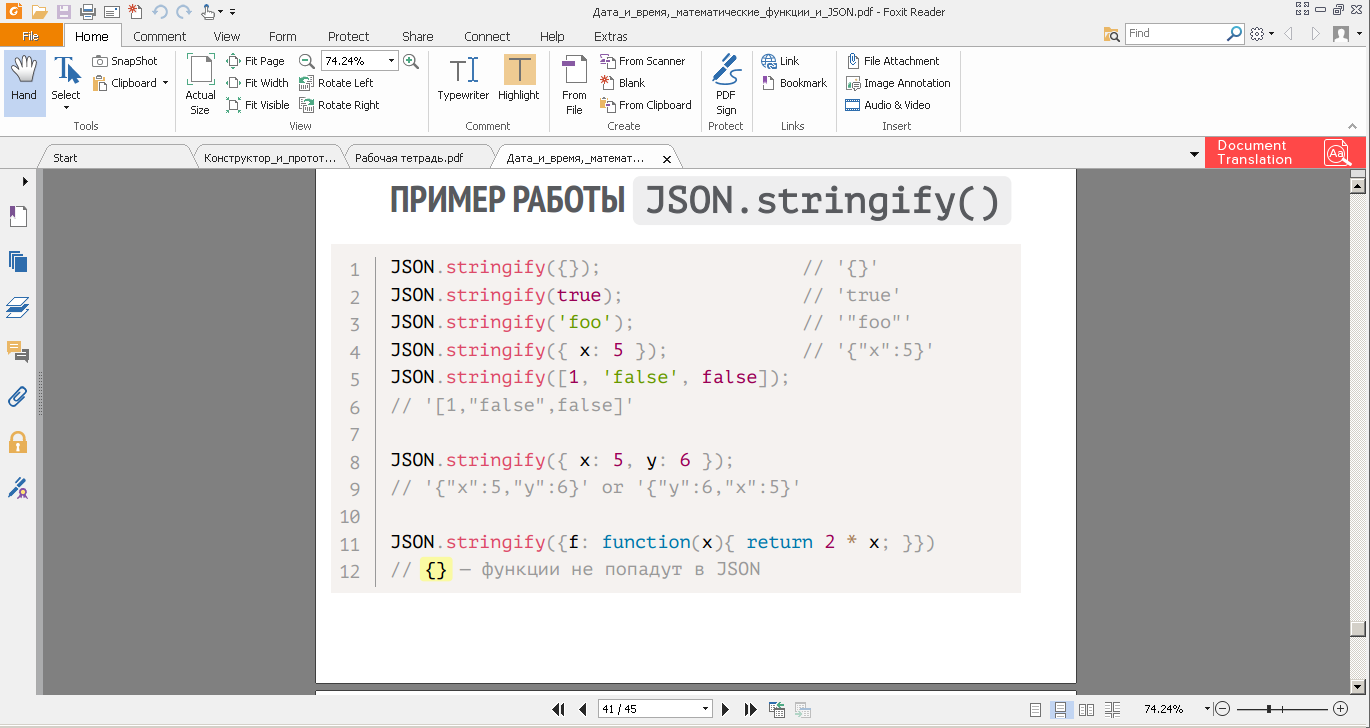 Дата_и_время,_математические_функции_и_JSON.pdf - Foxit Reader
File Home Comment View Form Protect Share Connect Help Extras Find
Hand
Select
SnapShot
Clipboard
Tools
Actual Size
Fit Page
Fit Width
Fit Visible
74.24%
Rotate Left
Rotate Right
View
Typewriter
Highlight
Comment
From File
From Scanner
Blank
From Clipboard
Create
PDF Sign
Protect
Link
Bookmark
Links
File Attachment
Image Annotation
Audio & Video
Insert
Start Конструктор_и_протот... Рабочая тетрадь.pdf Дата_и_время,_математ...
Document
Translation
Aa
ПРИМЕР РАБОТЫ JSON.stringify()
1 JSON.stringify({}); // '{}'
2 JSON.stringify(true); // 'true'
3 JSON.stringify('foo'); // '"foo"'
4 JSON.stringify({ x: 5 }); // '{"x":5}'
5 JSON.stringify([1, 'false', false]);
6 // '[1,"false",false]'
7
8 JSON.stringify({ x: 5, y: 6 });
9 // '{"x":5,"y":6}' or '{"y":6,"x":5}'
10
11 JSON.stringify({f: function(x){ return 2 * x; }})
12 // {} — функции не попадут в JSON
41 / 45
74.24%